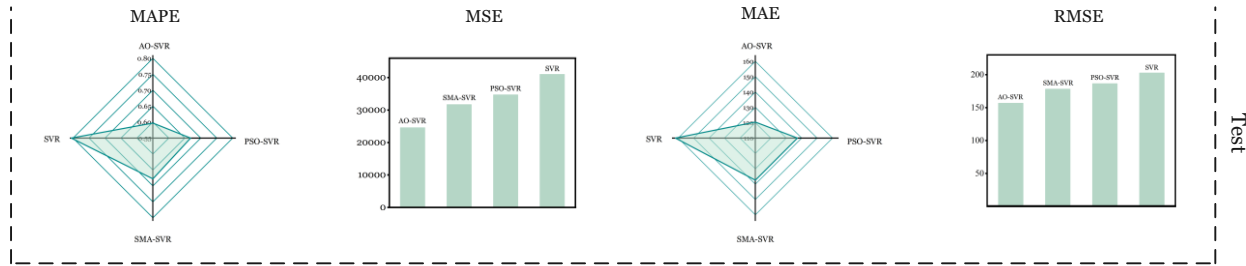 MAPE
MSE
MAE
RMSE
AO-SVR
0.80
0.75
0.70
0.65
0.60
0.55
SVR
PSO-SVR
SMA-SVR
40000
30000
20000
10000
0
AO-SVR
SMA-SVR
PSO-SVR
SVR
AO-SVR
160
150
130
SVR
PSO-SVR
SMA-SVR
200
150
100
50
AO-SVR
SMA-SVR
PSO-SVR
SVR
Test